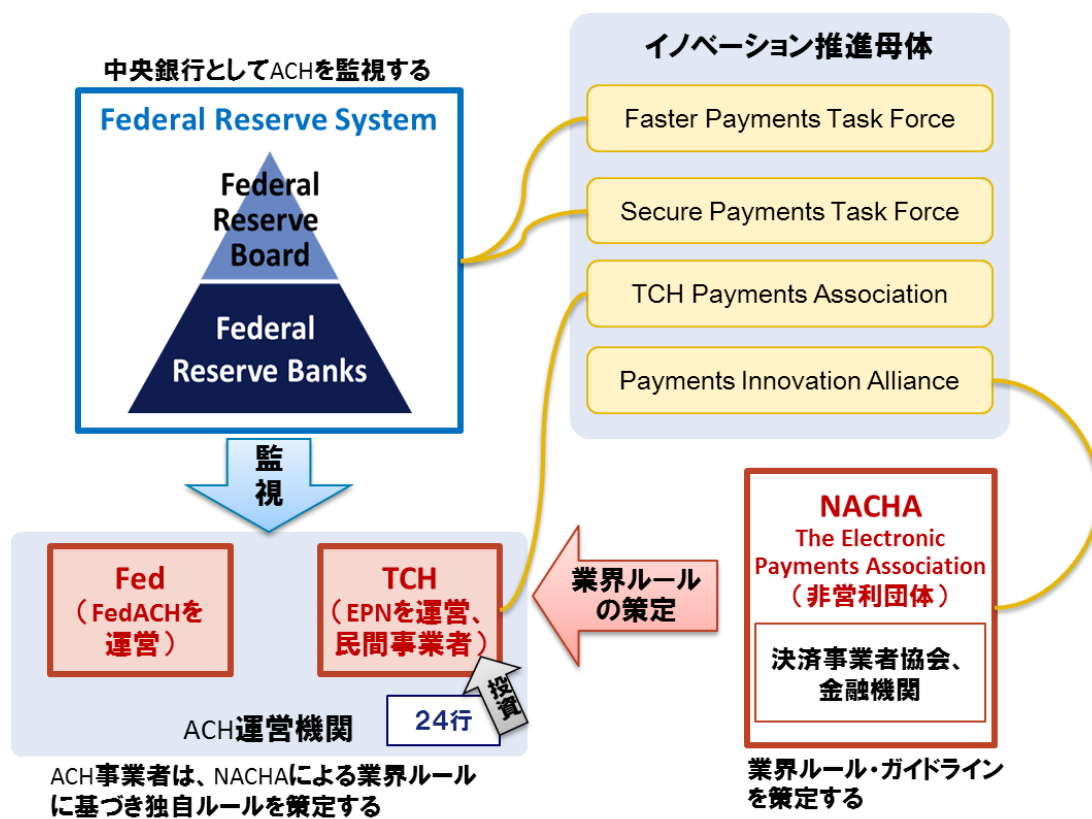 中央銀行としてACHを監視する
Federal Reserve System
Federal
Reserve
Board
Federal
Reserve Banks
監
視
イノベーション推進母体
Faster Payments Task Force
Secure Payments Task Force
TCH Payments Association
Payments Innovation Alliance
Fed
（FedACHを
運営）
TCH
（EPNを運営、
民間事業者）
投資
24行
ACH運営機関
ACH事業者は、NACHAによる業界ルール
に基づき独自ルールを策定する
業界ルール
の策定
NACHA
The Electronic
Payments Association
（非営利団体）
決済事業者協会、
金融機関
業界ルール・ガイドライン
を策定する